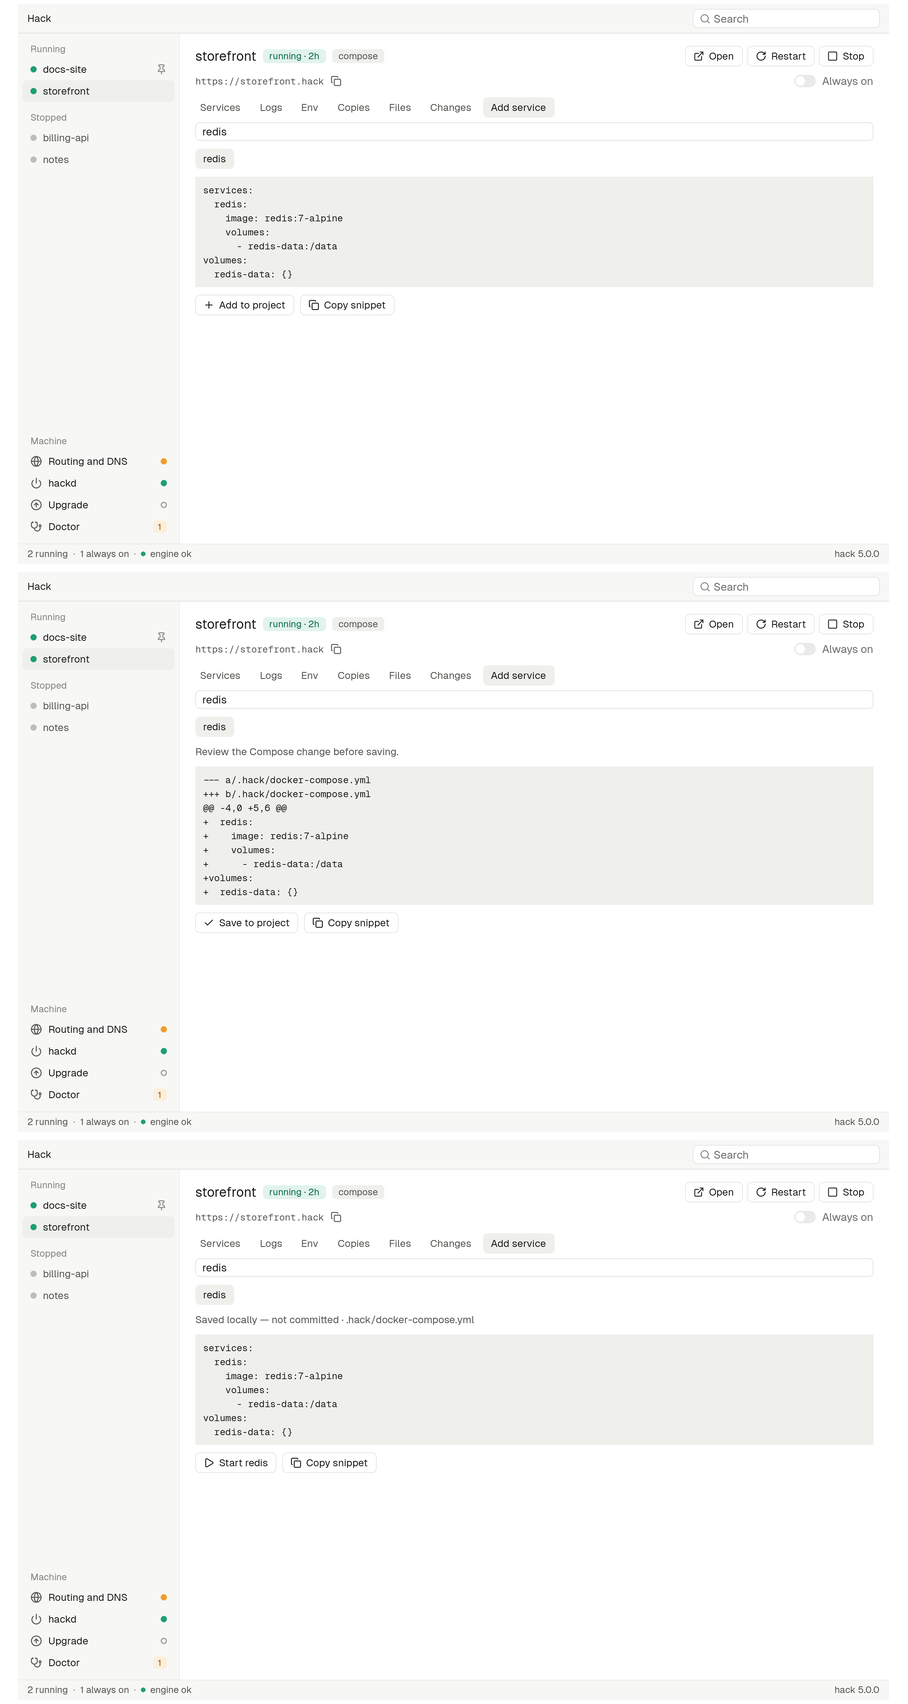 Hack
Search
Running
docs-site
storefront
Stopped
billing-api
notes
Machine
Routing and DNS
hackd
Upgrade
Doctor 1
storefront running · 2h compose
Open Restart Stop
https://storefront.hack
Always on
Services Logs Env Copies Files Changes Add service
redis
redis
services:
  redis:
    image: redis:7-alpine
    volumes:
      - redis-data:/data
volumes:
  redis-data: {}
Add to project Copy snippet
2 running · 1 always on · engine ok
hack 5.0.0
Hack
Search
Running
docs-site
storefront
Stopped
billing-api
notes
Machine
Routing and DNS
hackd
Upgrade
Doctor 1
storefront running · 2h compose
Open Restart Stop
https://storefront.hack
Always on
Services Logs Env Copies Files Changes Add service
redis
redis
Review the Compose change before saving.
--- a/.hack/docker-compose.yml
+++ b/.hack/docker-compose.yml
@@ -4,0 +5,6 @@
+  redis:
+    image: redis:7-alpine
+    volumes:
+      - redis-data:/data
+volumes:
+  redis-data: {}
Save to project Copy snippet
2 running · 1 always on · engine ok
hack 5.0.0
Hack
Search
Running
docs-site
storefront
Stopped
billing-api
notes
Machine
Routing and DNS
hackd
Upgrade
Doctor 1
storefront running · 2h compose
Open Restart Stop
https://storefront.hack
Always on
Services Logs Env Copies Files Changes Add service
redis
redis
Saved locally — not committed · .hack/docker-compose.yml
services:
  redis:
    image: redis:7-alpine
    volumes:
      - redis-data:/data
volumes:
  redis-data: {}
Start redis Copy snippet
2 running · 1 always on · engine ok
hack 5.0.0